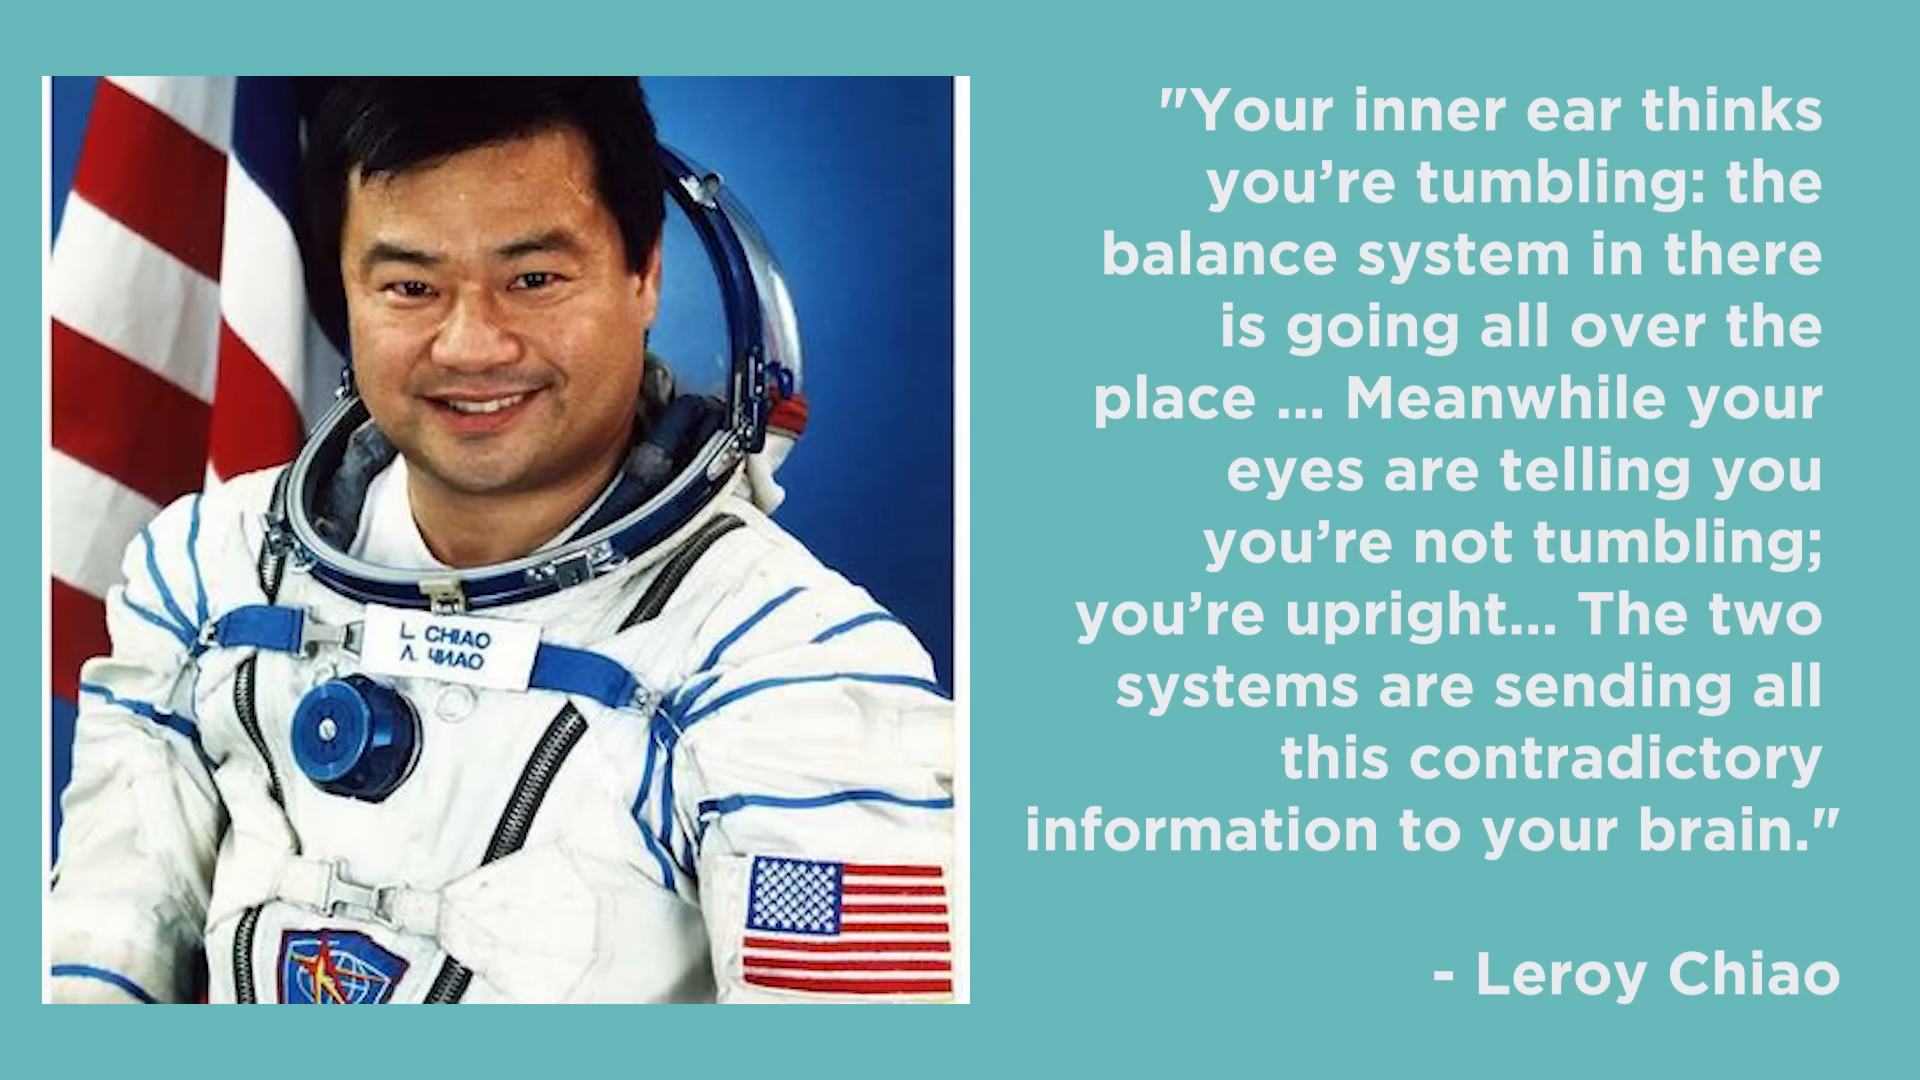 L. CHIAO
Л. ЧИАО
"Your inner ear thinks
you’re tumbling: the
balance system in there
is going all over the
place ... Meanwhile your
eyes are telling you
you’re not tumbling;
you’re upright... The two
systems are sending all
this contradictory
information to your brain."
- Leroy Chiao